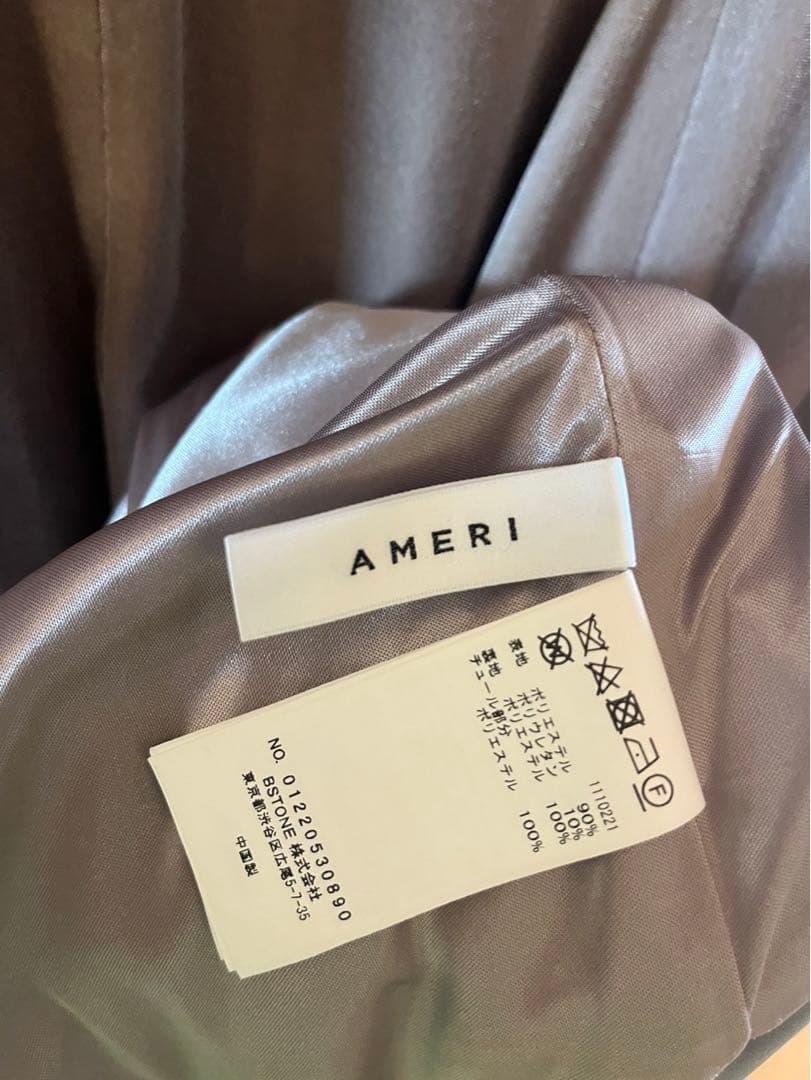 AMERI
Ⓕ
1110221
表地 ポリエステル 90%
ポリウレタン 10%
裏地 ポリエステル 100%
チュール部分
ポリエステル 100%
NO. 01220530890
BSTONE 株式会社
東京都渋谷区広尾5-7-35
中国製